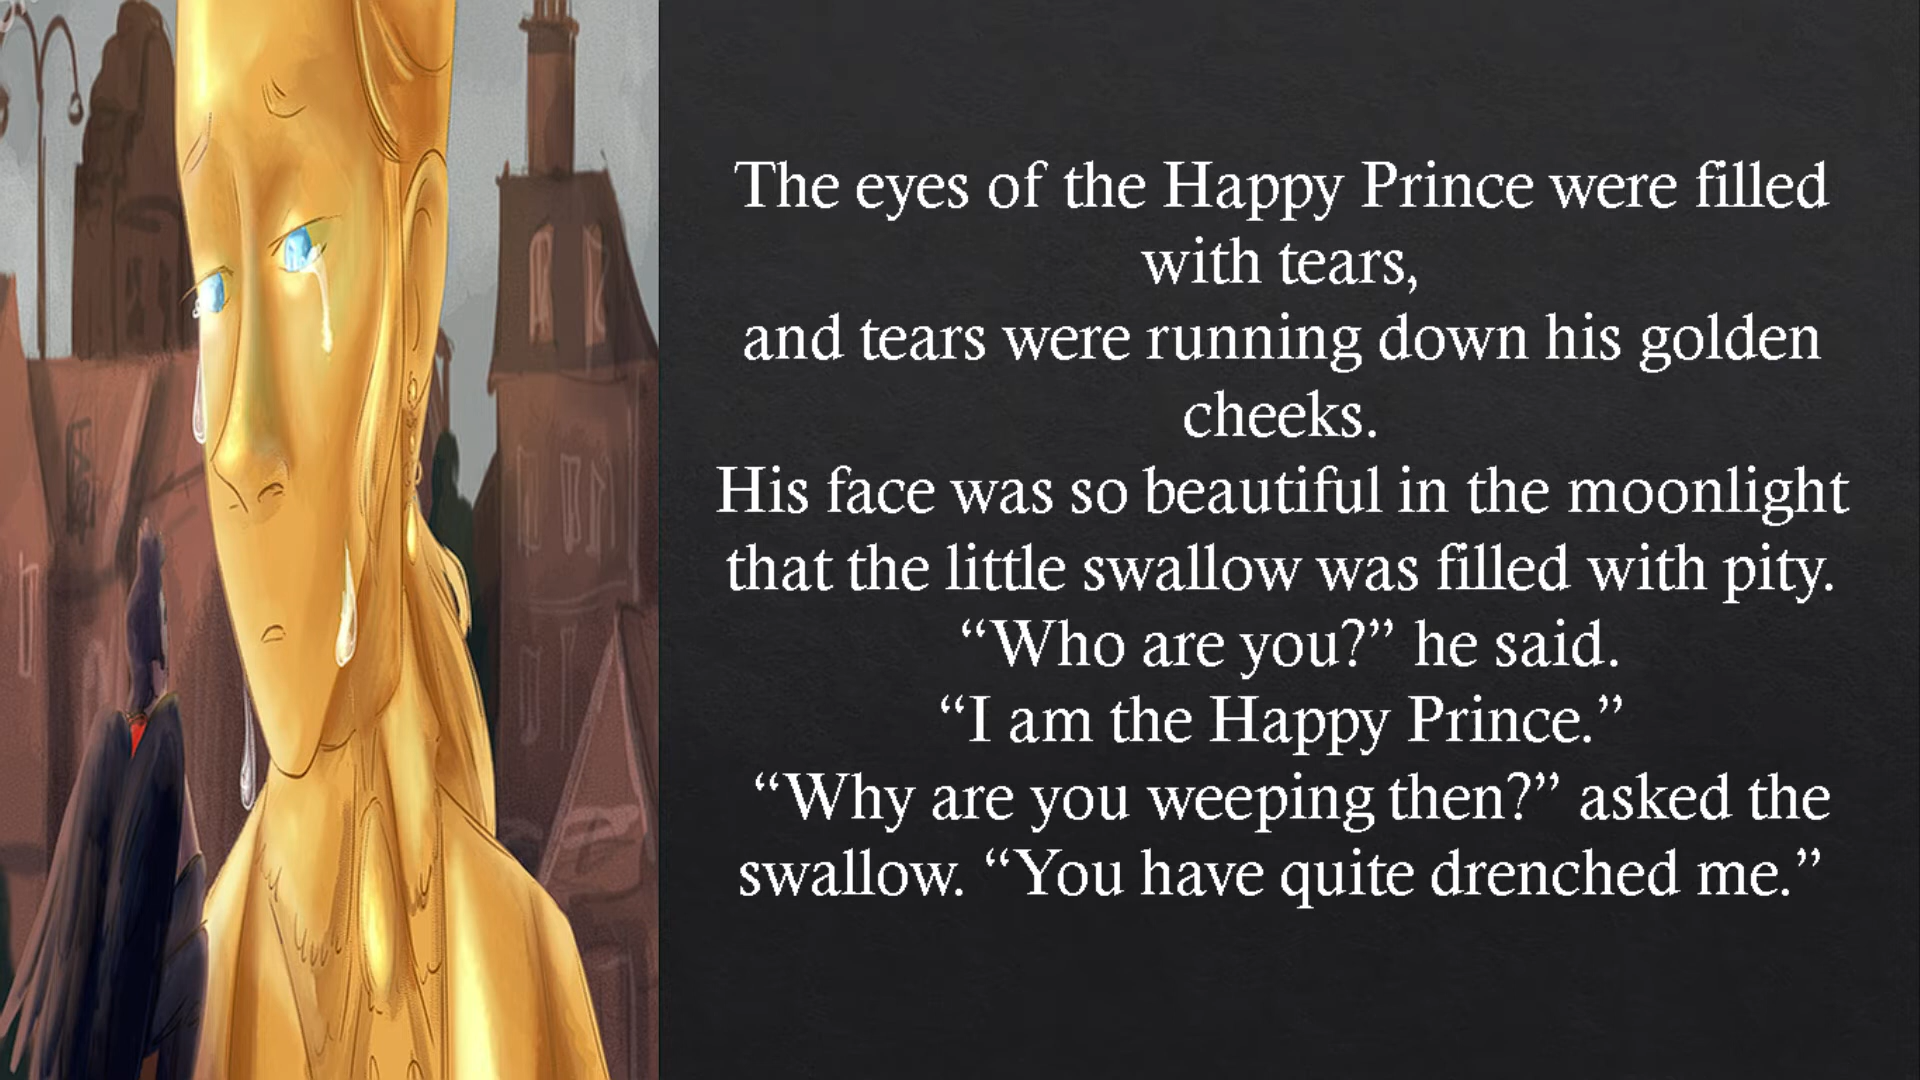 The eyes of the Happy Prince were filled
with tears,
and tears were running down his golden
cheeks.
His face was so beautiful in the moonlight
that the little swallow was filled with pity.
“Who are you?” he said.
“I am the Happy Prince.”
“Why are you weeping then?” asked the
swallow. “You have quite drenched me.”